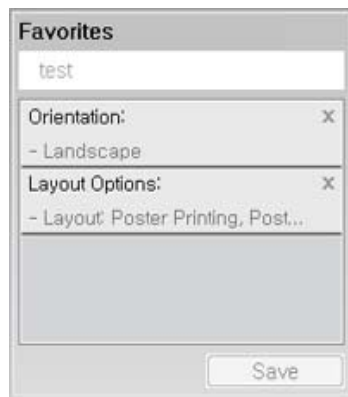 Favorites
test
Orientation: x
- Landscape
Layout Options: x
- Layout: Poster Printing, Post...
Save